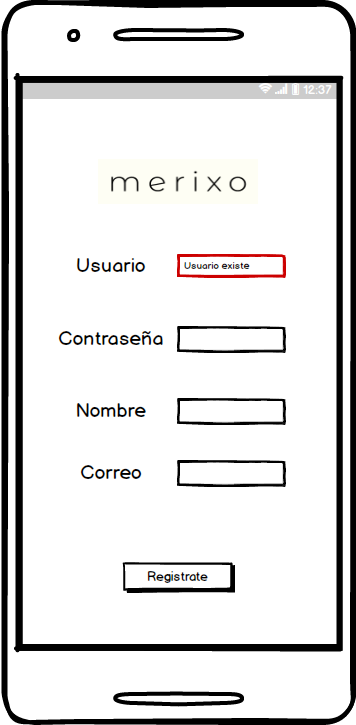 12:37
merixo
Usuario
Usuario existe
Contraseña
Nombre
Correo
Registrate